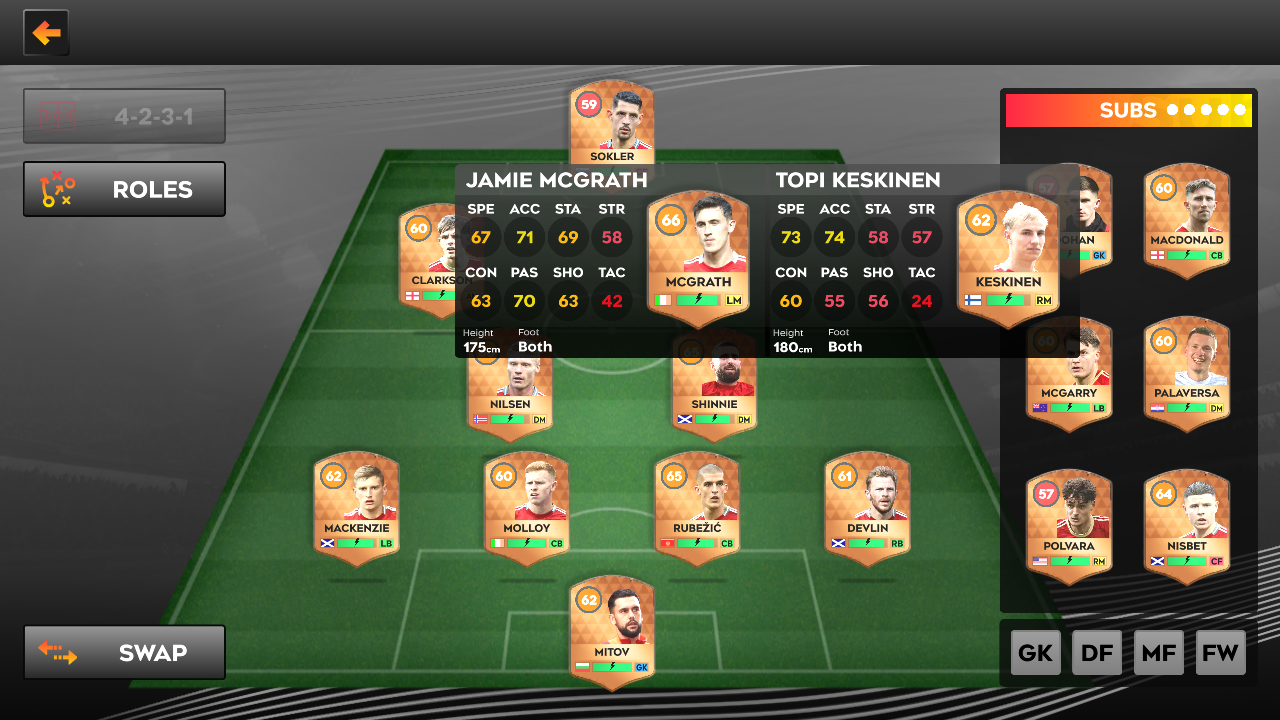 4-2-3-1
ROLES
SWAP
59
SOKLER
60
CLARKSON
JAMIE MCGRATH
SPE ACC STA STR
67 71 69 58
CON PAS SHO TAC
63 70 63 42
Height Foot
175cm Both
66
MCGRATH
LM
TOPI KESKINEN
SPE ACC STA STR
73 74 58 57
CON PAS SHO TAC
60 55 56 24
Height Foot
180cm Both
62
KESKINEN
RM
NILSEN
DM
SHINNIE
DM
62
MACKENZIE
LB
60
MOLLOY
CB
65
RUBEŽIĆ
CB
61
DEVLIN
RB
62
MITOV
GK
SUBS
57
OHAN
GK
60
MACDONALD
CB
60
MCGARRY
LB
60
PALAVERSA
DM
57
POLVARA
RM
64
NISBET
CF
GK DF MF FW